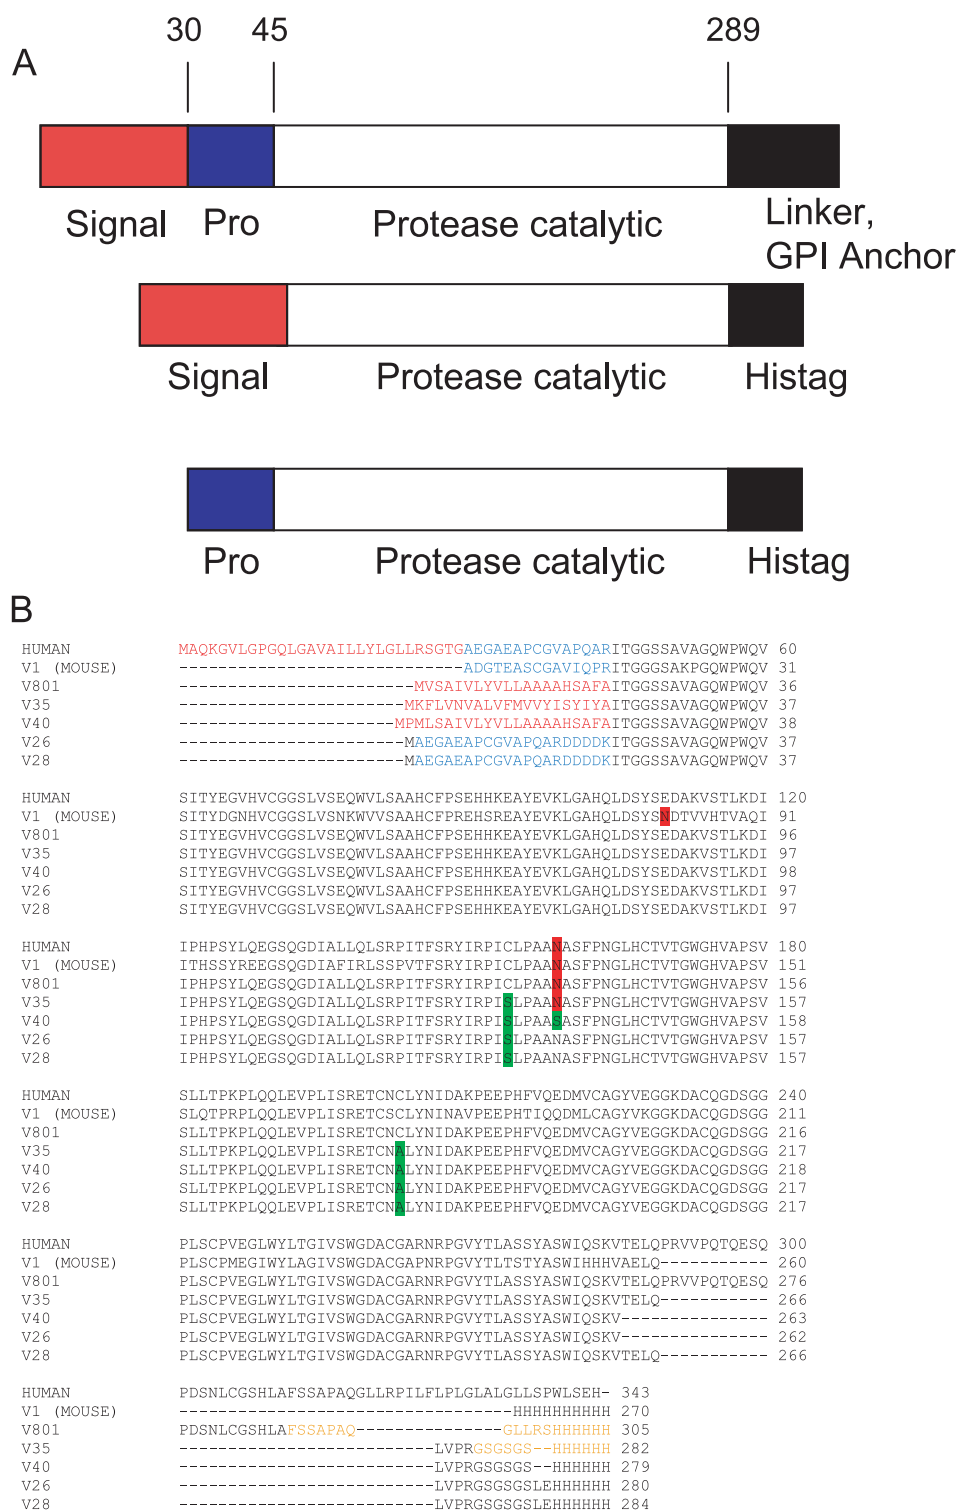 30 45 289
A
Signal Pro Protease catalytic Linker,
GPI Anchor
Signal Protease catalytic Histag
Pro Protease catalytic Histag
B
HUMAN MAQKGVLGPGQLGAVAILLYLGLLRSGTGAEGAEAPCGVAPQARITGGSSAVAGQWPWQV 60
V1 (MOUSE) -----------------------------ADGTEASCGAVIQPRITGGSSAKPGQWPWQV 31
V801 ------------------------MVSAIVLYVLLAAAAHSAFAITGGSSAVAGQWPWQV 36
V35 -----------------------MKFLVNVALVFMVVYISYIYAITGGSSAVAGQWPWQV 37
V40 ----------------------MPMLSAIVLYVLLAAAAHSAFAITGGSSAVAGQWPWQV 38
V26 -----------------------MAEGAEAPCGVAPQARDDDDKITGGSSAVAGQWPWQV 37
V28 -----------------------MAEGAEAPCGVAPQARDDDDKITGGSSAVAGQWPWQV 37
HUMAN SITYEGVHVCGGSLVSEQWVLSAAHCFPSEHHKEAYEVKLGAHQLDSYSEDAKVSTLKDI 120
V1 (MOUSE) SITYDGNHVCGGSLVSNKWVVSAAHCFPREHSREAYEVKLGAHQLDSYSNDTVVHTVAQI 91
V801 SITYEGVHVCGGSLVSEQWVLSAAHCFPSEHHKEAYEVKLGAHQLDSYSEDAKVSTLKDI 96
V35 SITYEGVHVCGGSLVSEQWVLSAAHCFPSEHHKEAYEVKLGAHQLDSYSEDAKVSTLKDI 97
V40 SITYEGVHVCGGSLVSEQWVLSAAHCFPSEHHKEAYEVKLGAHQLDSYSEDAKVSTLKDI 98
V26 SITYEGVHVCGGSLVSEQWVLSAAHCFPSEHHKEAYEVKLGAHQLDSYSEDAKVSTLKDI 97
V28 SITYEGVHVCGGSLVSEQWVLSAAHCFPSEHHKEAYEVKLGAHQLDSYSEDAKVSTLKDI 97
HUMAN IPHPSYLQEGSQGDIALLQLSRPITFSRYIRPICLPAANASFPNGLHCTVTGWGHVAPSV 180
V1 (MOUSE) ITHSSYREEGSQGDIAFIRLSSPVTFSRYIRPICLPAANASFPNGLHCTVTGWGHVAPSV 151
V801 IPHPSYLQEGSQGDIALLQLSRPITFSRYIRPICLPAANASFPNGLHCTVTGWGHVAPSV 156
V35 IPHPSYLQEGSQGDIALLQLSRPITFSRYIRPISLPAANASFPNGLHCTVTGWGHVAPSV 157
V40 IPHPSYLQEGSQGDIALLQLSRPITFSRYIRPISLPAASASFPNGLHCTVTGWGHVAPSV 158
V26 IPHPSYLQEGSQGDIALLQLSRPITFSRYIRPISLPAANASFPNGLHCTVTGWGHVAPSV 157
V28 IPHPSYLQEGSQGDIALLQLSRPITFSRYIRPISLPAANASFPNGLHCTVTGWGHVAPSV 157
HUMAN SLLTPKPLQQLEVPLISRETCNCLYNIDAKPEEPHFVQEDMVCAGYVEGGKDACQGDSGG 240
V1 (MOUSE) SLQTPRPLQQLEVPLISRETCSCLYNINAVPEEPHTIQQDMLCAGYVKGGKDACQGDSGG 211
V801 SLLTPKPLQQLEVPLISRETCNCLYNIDAKPEEPHFVQEDMVCAGYVEGGKDACQGDSGG 216
V35 SLLTPKPLQQLEVPLISRETCNALYNIDAKPEEPHFVQEDMVCAGYVEGGKDACQGDSGG 217
V40 SLLTPKPLQQLEVPLISRETCNALYNIDAKPEEPHFVQEDMVCAGYVEGGKDACQGDSGG 218
V26 SLLTPKPLQQLEVPLISRETCNALYNIDAKPEEPHFVQEDMVCAGYVEGGKDACQGDSGG 217
V28 SLLTPKPLQQLEVPLISRETCNALYNIDAKPEEPHFVQEDMVCAGYVEGGKDACQGDSGG 217
HUMAN PLSCPVEGLWYLTGIVSWGDACGARNRPGVYTLASSYASWIQSKVTELQPRVVPQTQESQ 300
V1 (MOUSE) PLSCPMEGIWYLAGIVSWGDACGAPNRPGVYTLTSTYASWIHHHVAELQ----------- 260
V801 PLSCPVEGLWYLTGIVSWGDACGARNRPGVYTLASSYASWIQSKVTELQPRVVPQTQESQ 276
V35 PLSCPVEGLWYLTGIVSWGDACGARNRPGVYTLASSYASWIQSKVTELQ----------- 266
V40 PLSCPVEGLWYLTGIVSWGDACGARNRPGVYTLASSYASWIQSKV--------------- 263
V26 PLSCPVEGLWYLTGIVSWGDACGARNRPGVYTLASSYASWIQSKV--------------- 262
V28 PLSCPVEGLWYLTGIVSWGDACGARNRPGVYTLASSYASWIQSKVTELQ----------- 266
HUMAN PDSNLCGSHLAFSSAPAQGLLRPILFLPLGLALGLLSPWLSEH- 343
V1 (MOUSE) ----------------------------------HHHHHHHHHH 270
V801 PDSNLCGSHLAFSSAPAQ---------------GLLRSHHHHHH 305
V35 --------------------------LVPRGSGSGS--HHHHHH 282
V40 --------------------------LVPRGSGSGS--HHHHHH 279
V26 --------------------------LVPRGSGSGSLEHHHHHH 280
V28 --------------------------LVPRGSGSGSLEHHHHHH 284